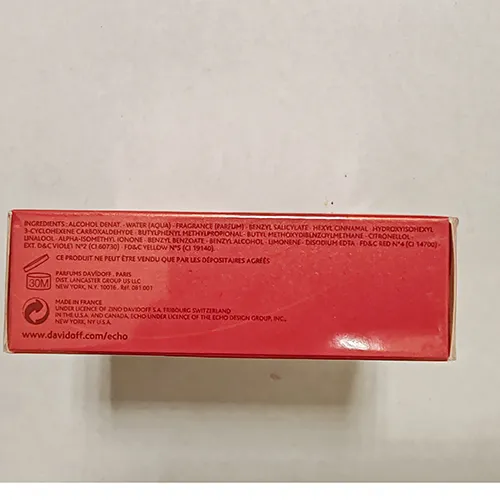 INGREDIENTS: ALCOHOL DENAT. · WATER (AQUA) · FRAGRANCE (PARFUM) · BENZYL SALICYLATE · HEXYL CINNAMAL · HYDROXYISOHEXYL
3-CYCLOHEXENE CARBOXALDEHYDE · BUTYLPHENYL METHYLPROPIONAL · BUTYL METHOXYDIBENZOYLMETHANE · CITRONELLOL ·
LINALOOL · ALPHA-ISOMETHYL IONONE · BENZYL BENZOATE · BENZYL ALCOHOL · LIMONENE · DISODIUM EDTA · FD&C RED N°4 (CI 14700) ·
EXT. D&C VIOLET N°2 (CI 60730) · FD&C YELLOW N°5 (CI 19140).
CE PRODUIT NE PEUT ÊTRE VENDU QUE PAR LES DÉPOSITAIRES AGRÉÉS
30M
PARFUMS DAVIDOFF . PARIS
DIST. LANCASTER GROUP US LLC
NEW YORK, N.Y. 10016 . Réf. 081001
MADE IN FRANCE
UNDER LICENCE OF ZINO DAVIDOFF S.A. FRIBOURG SWITZERLAND
IN THE U.S.A. AND CANADA, ECHO UNDER LICENCE OF THE ECHO DESIGN GROUP, INC.,
NEW YORK, NY U.S.A.
www.davidoff.com/echo